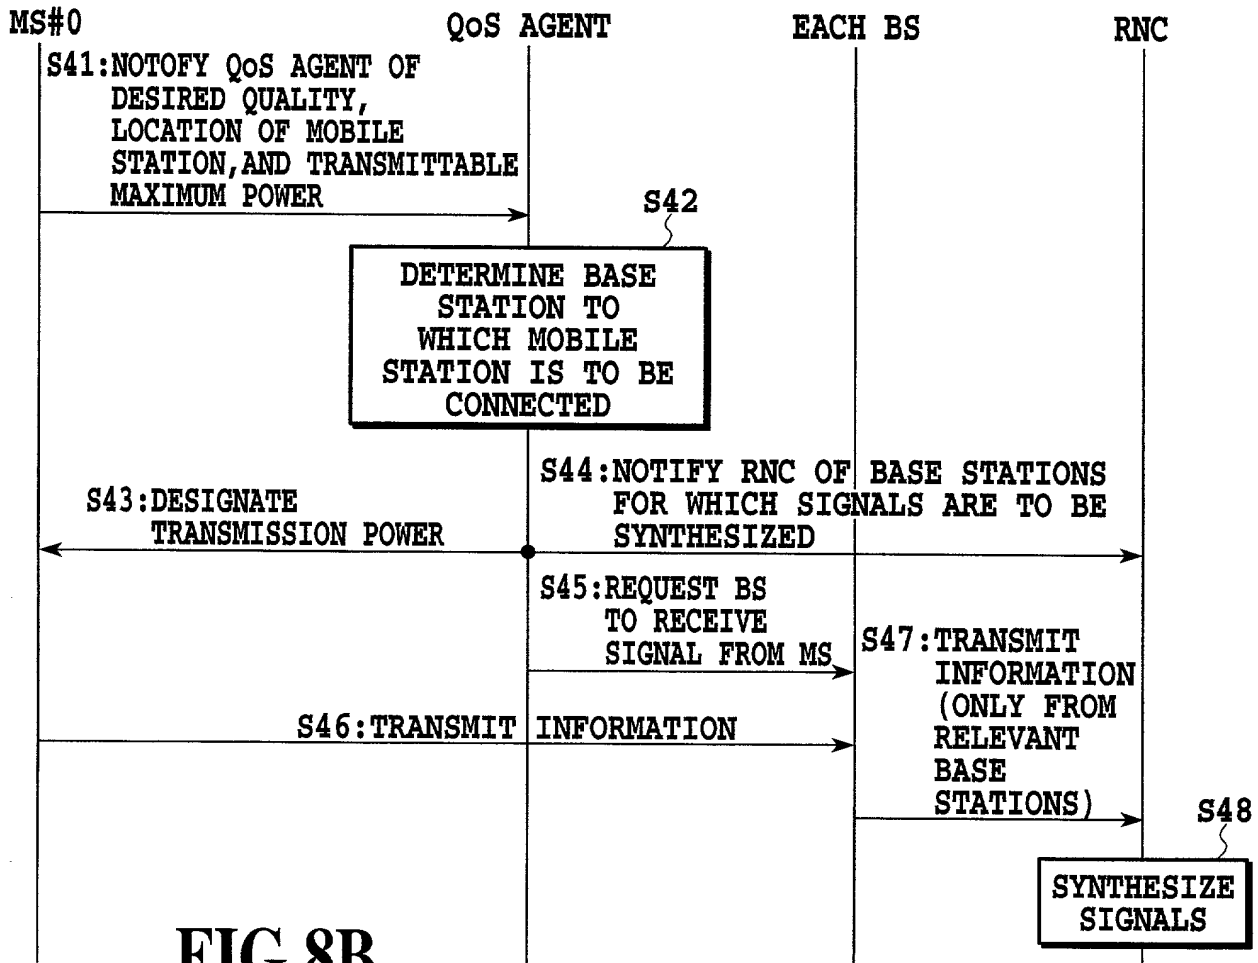 MS#0
QoS AGENT
EACH BS
RNC
S41:NOTOFY QoS AGENT OF
DESIRED QUALITY,
LOCATION OF MOBILE
STATION,AND TRANSMITTABLE
MAXIMUM POWER
S42
DETERMINE BASE
STATION TO
WHICH MOBILE
STATION IS TO BE
CONNECTED
S43:DESIGNATE
TRANSMISSION POWER
S44:NOTIFY RNC OF BASE STATIONS
FOR WHICH SIGNALS ARE TO BE
SYNTHESIZED
S45:REQUEST BS
TO RECEIVE
SIGNAL FROM MS
S46:TRANSMIT INFORMATION
S47:TRANSMIT
INFORMATION
(ONLY FROM
RELEVANT
BASE
STATIONS)
S48
SYNTHESIZE
SIGNALS
FIG.8B